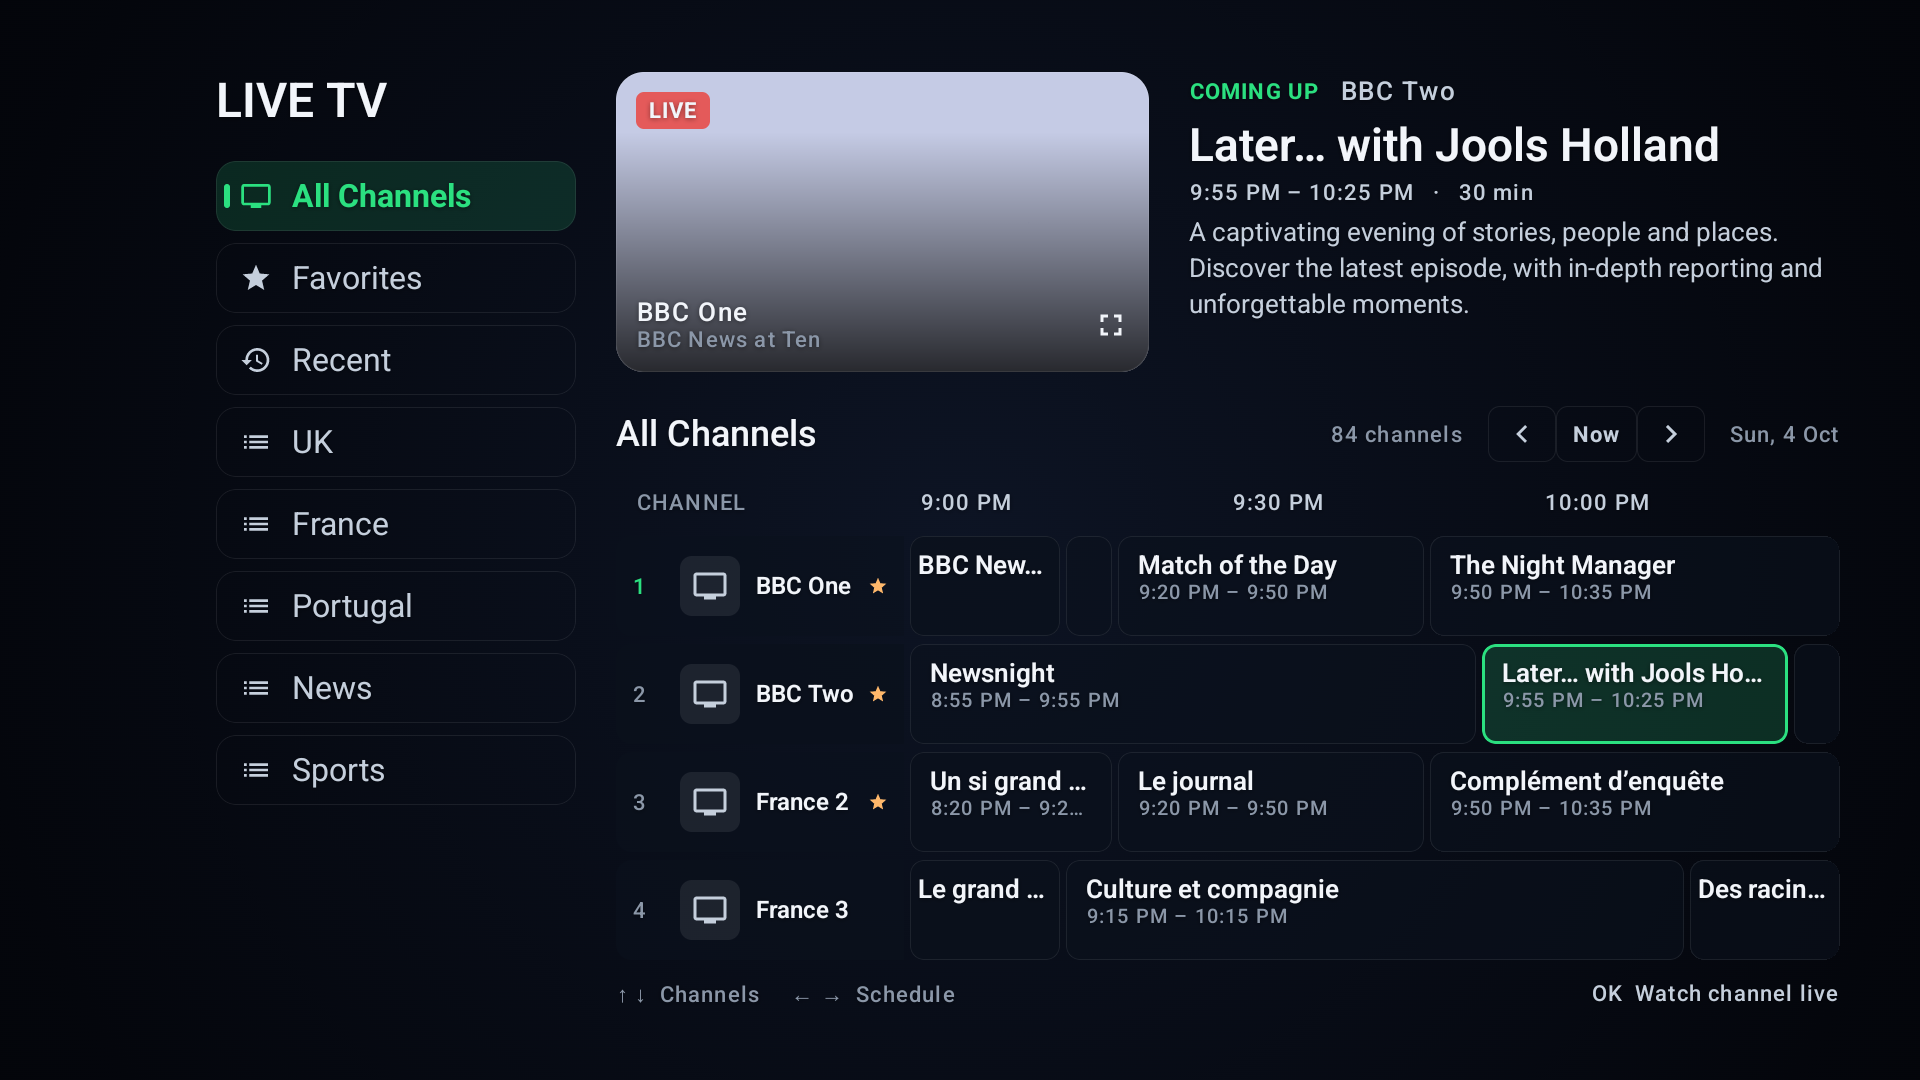 LIVE TV
All Channels
Favorites
Recent
UK
France
Portugal
News
Sports
LIVE
BBC One
BBC News at Ten
COMING UP BBC Two
Later… with Jools Holland
9:55 PM – 10:25 PM · 30 min
A captivating evening of stories, people and places.
Discover the latest episode, with in-depth reporting and
unforgettable moments.
All Channels
84 channels
Now
Sun, 4 Oct
CHANNEL 9:00 PM 9:30 PM 10:00 PM
1 BBC One
BBC New…
Match of the Day
9:20 PM – 9:50 PM
The Night Manager
9:50 PM – 10:35 PM
2 BBC Two
Newsnight
8:55 PM – 9:55 PM
Later… with Jools Ho…
9:55 PM – 10:25 PM
3 France 2
Un si grand …
8:20 PM – 9:2…
Le journal
9:20 PM – 9:50 PM
Complément d’enquête
9:50 PM – 10:35 PM
4 France 3
Le grand …
Culture et compagnie
9:15 PM – 10:15 PM
Des racin…
↑ ↓ Channels ← → Schedule
OK Watch channel live